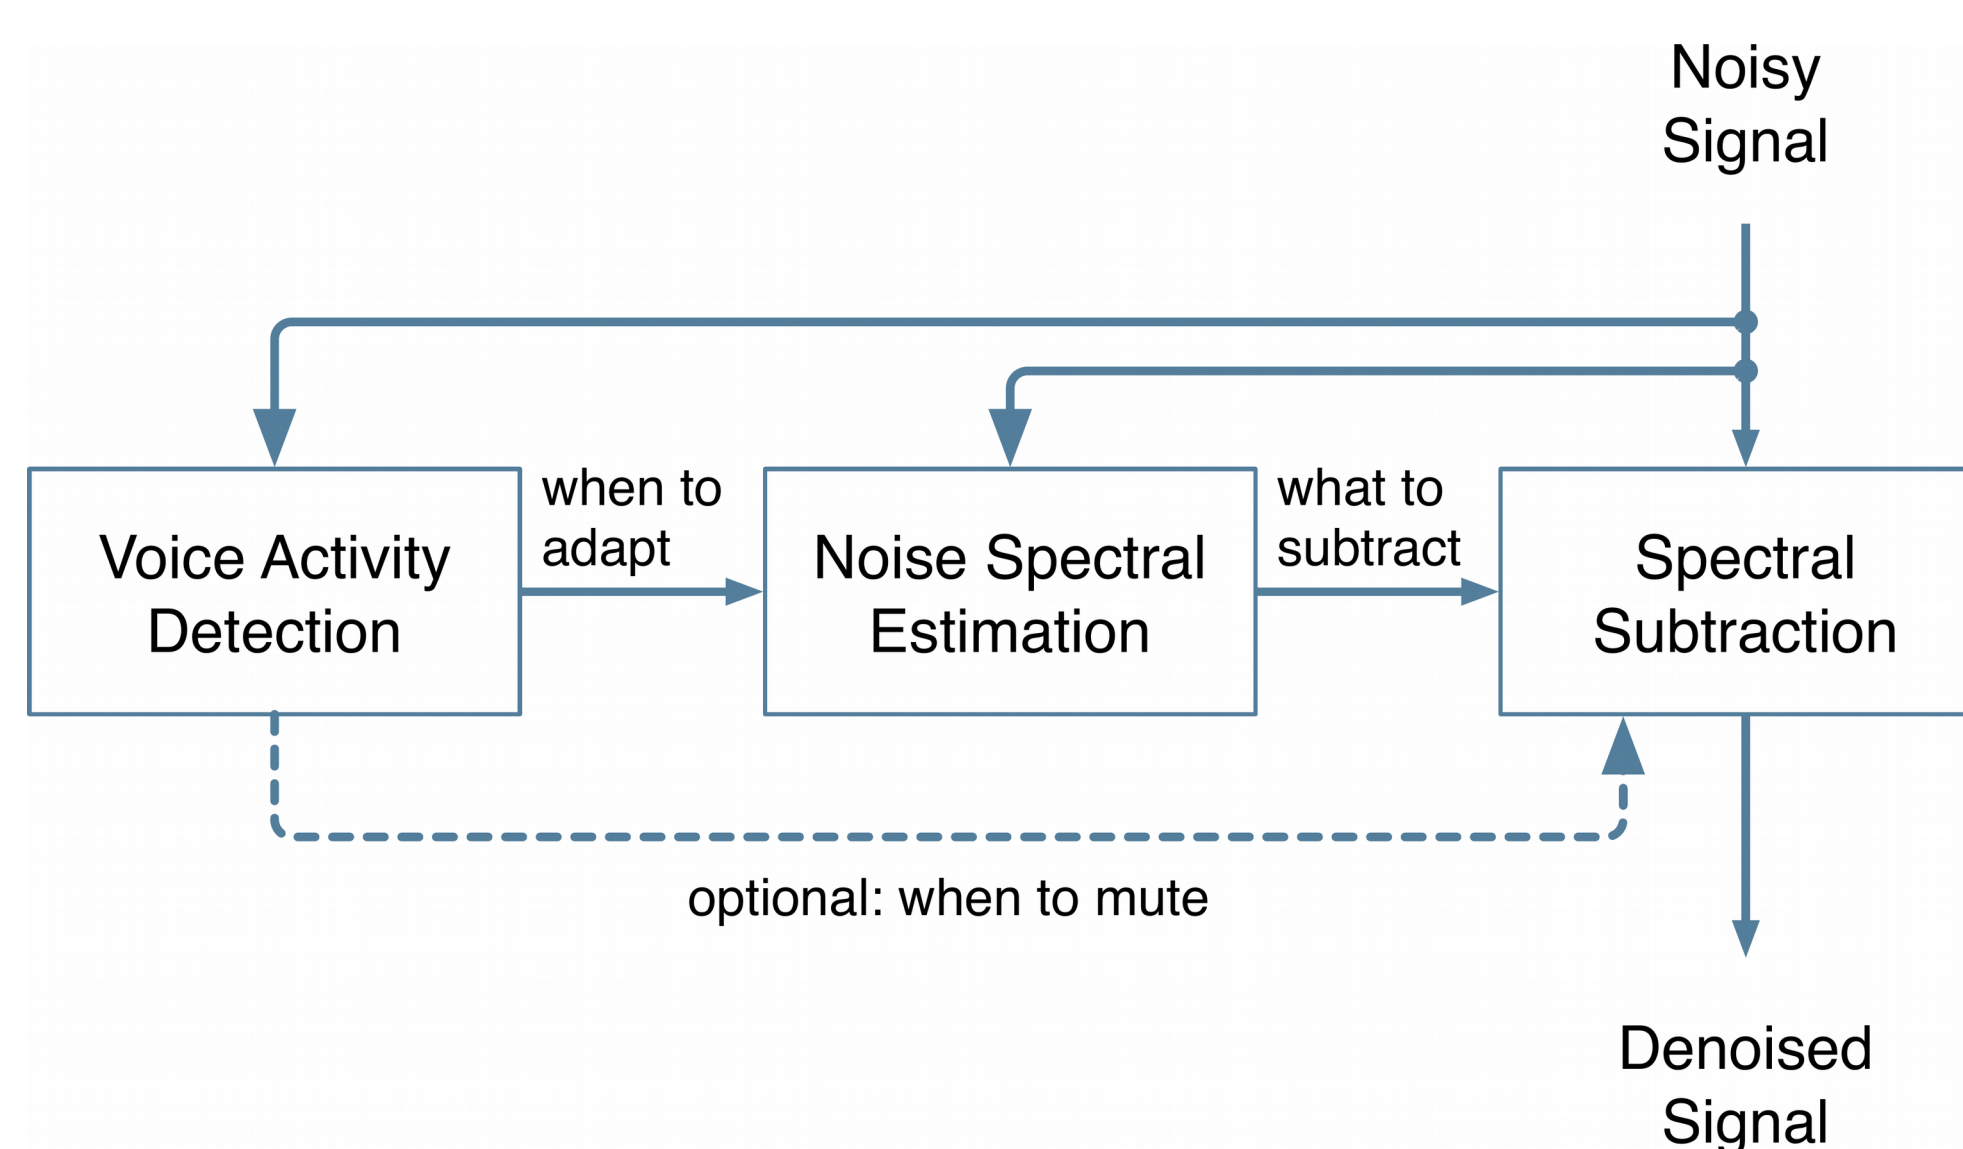 Noisy
Signal
when to
adapt
what to
subtract
Voice Activity
Detection
Noise Spectral
Estimation
Spectral
Subtraction
optional: when to mute
Denoised
Signal